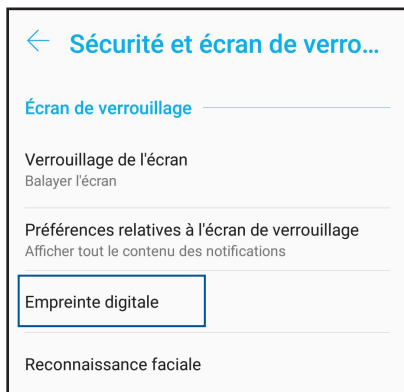 Sécurité et écran de verro...
Écran de verrouillage
Verrouillage de l'écran
Balayer l'écran
Préférences relatives à l'écran de verrouillage
Afficher tout le contenu des notifications
Empreinte digitale
Reconnaissance faciale